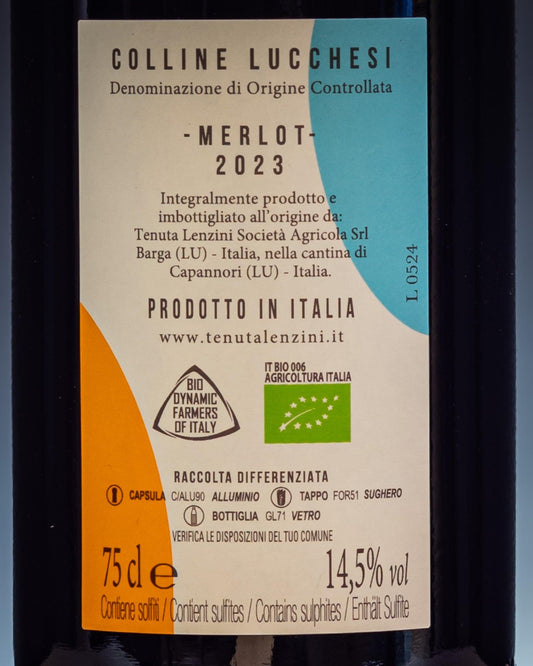 COLLINE LUCCHESI
Denominazione di Origine Controllata
-MERLOT-
2023
Integralmente prodotto e
imbottigliato all'origine da:
Tenuta Lenzini Società Agricola Srl
Barga (LU) - Italia, nella cantina di
Capannori (LU) - Italia.
L 0524
PRODOTTO IN ITALIA
www.tenutalenzini.it
BIO
DYNAMIC
FARMERS
OF ITALY
IT BIO 006
AGRICOLTURA ITALIA
RACCOLTA DIFFERENZIATA
CAPSULA C/ALU90 ALLUMINIO TAPPO FOR51 SUGHERO
BOTTIGLIA GL71 VETRO
VERIFICA LE DISPOSIZIONI DEL TUO COMUNE
75 cl e 14,5% vol
Contiene solfiti / Contient sulfites / Contains sulphites / Enthält Sulfite